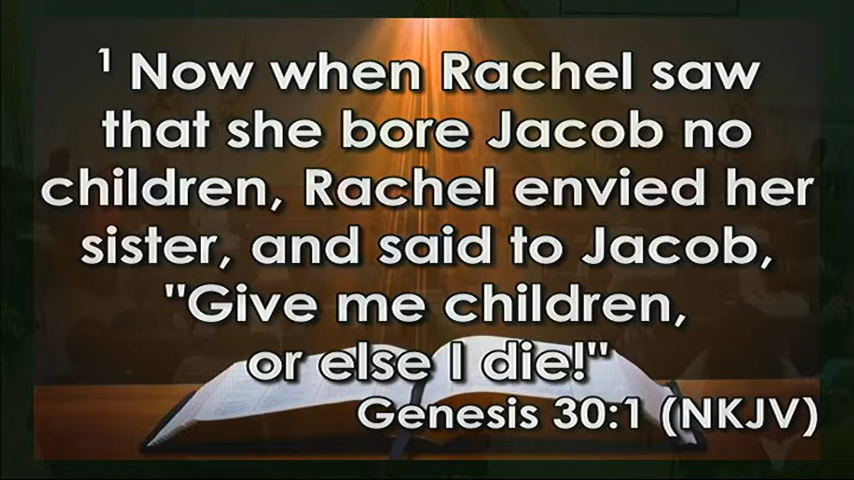 1 Now when Rachel saw
that she bore Jacob no
children, Rachel envied her
sister, and said to Jacob,
"Give me children,
or else I die!"
Genesis 30:1 (NKJV)